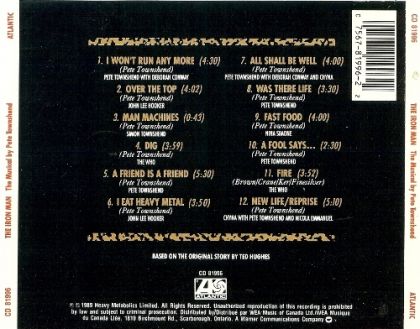 CD 81996
THE IRON MAN The Musical by Pete Townshend
ATLANTIC
1. I WON'T RUN ANY MORE (4:30)
(Pete Townshend)
PETE TOWNSHEND WITH DEBORAH CONWAY
2. OVER THE TOP (4:02)
(Pete Townshend)
JOHN LEE HOOKER
3. MAN MACHINES (0:43)
(Pete Townshend)
SIMON TOWNSHEND
4. DIG (3:59)
(Pete Townshend)
THE WHO
5. A FRIEND IS A FRIEND (5:30)
(Pete Townshend)
PETE TOWNSHEND
6. I EAT HEAVY METAL (3:50)
(Pete Townshend)
JOHN LEE HOOKER
7. ALL SHALL BE WELL (4:00)
(Pete Townshend)
PETE TOWNSHEND WITH DEBORAH CONWAY AND CHYNA
8. WAS THERE LIFE (3:30)
(Pete Townshend)
PETE TOWNSHEND
9. FAST FOOD (4:00)
(Pete Townshend)
NINA SIMONE
10. A FOOL SAYS... (2:30)
(Pete Townshend)
PETE TOWNSHEND
11. FIRE (3:52)
(Brown/Crane/Ker/Finesilver)
THE WHO
12. NEW LIFE/REPRISE (5:10)
(Pete Townshend)
CHYNA WITH PETE TOWNSHEND AND NICOLA EMMANUEL
BASED ON THE ORIGINAL STORY BY TED HUGHES
CD 81996
ATLANTIC
℗ © 1989 Heavy Metabolics Limited. All Rights Reserved. Unauthorized reproduction of this recording is prohibited
by law and subject to criminal prosecution. Distributed/Distribué par WEA Music of Canada Ltd./WEA Musique
du Canada Ltée, 1810 Birchmount Rd., Scarborough, Ontario. A Warner Communications Company
7567-81996-2
2
ATLANTIC
THE IRON MAN The Musical by Pete Townshend
CD 81996